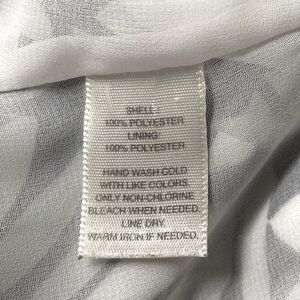 SHELL:
100% POLYESTER
LINING:
100% POLYESTER
HAND WASH COLD
WITH LIKE COLORS.
ONLY NON-CHLORINE
BLEACH WHEN NEEDED.
LINE DRY.
WARM IRON IF NEEDED.